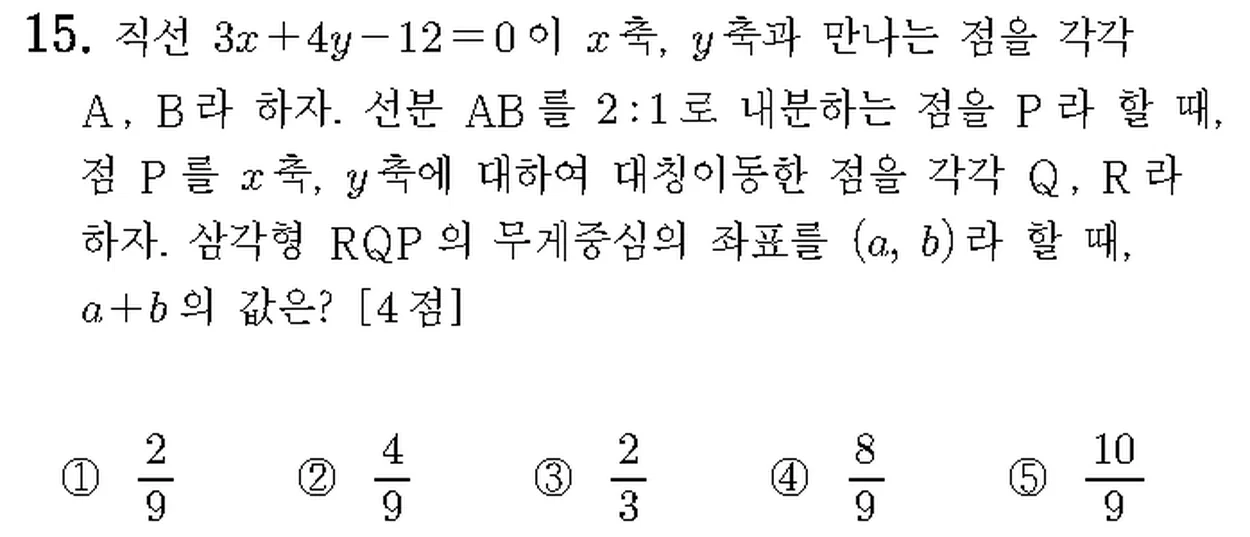 15. 직선 3x+4y−12=0이 x축, y축과 만나는 점을 각각
A, B라 하자. 선분 AB를 2:1로 내분하는 점을 P라 할 때,
점 P를 x축, y축에 대하여 대칭이동한 점을 각각 Q, R라
하자. 삼각형 RQP의 무게중심의 좌표를 (a, b)라 할 때,
a+b의 값은? [4점]
① 2/9 ② 4/9 ③ 2/3 ④ 8/9 ⑤ 10/9